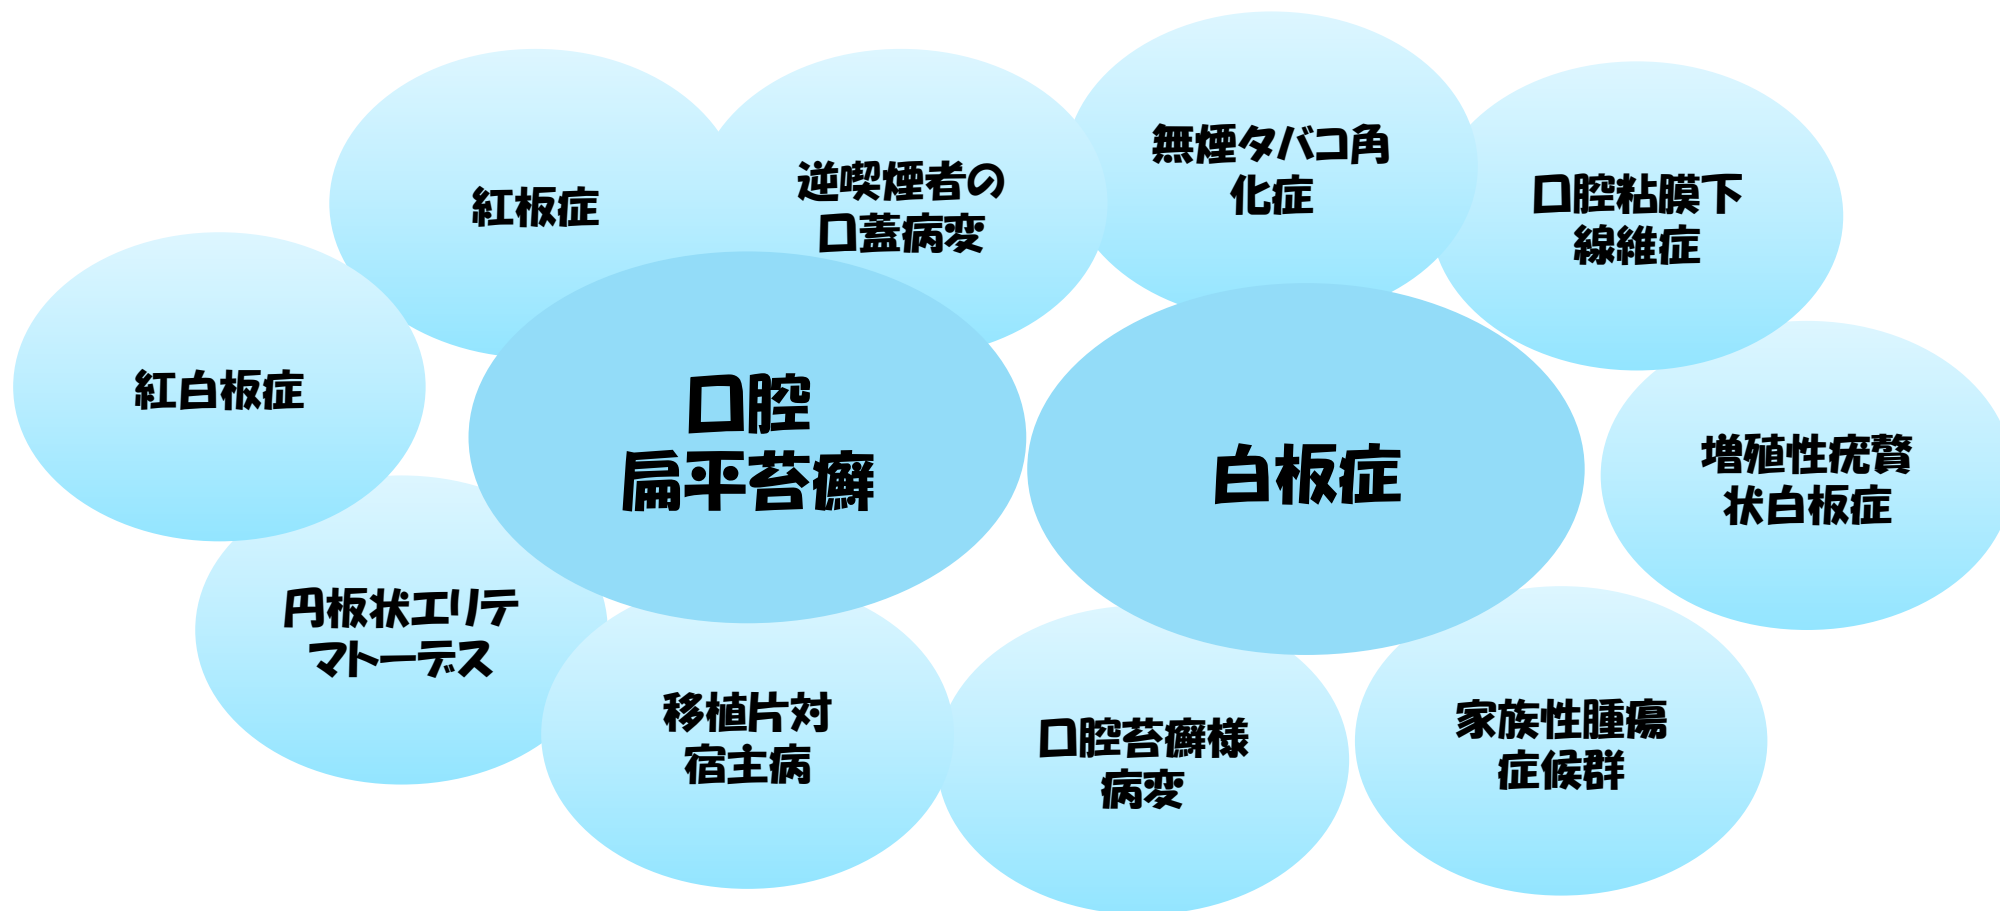 紅板症
逆喫煙者の
口蓋病変
無煙タバコ角
化症
口腔粘膜下
線維症
紅白板症
口腔
扁平苔癬
白板症
増殖性疣贅
状白板症
円板状エリテ
マトーデス
移植片対
宿主病
口腔苔癬様
病変
家族性腫瘍
症候群